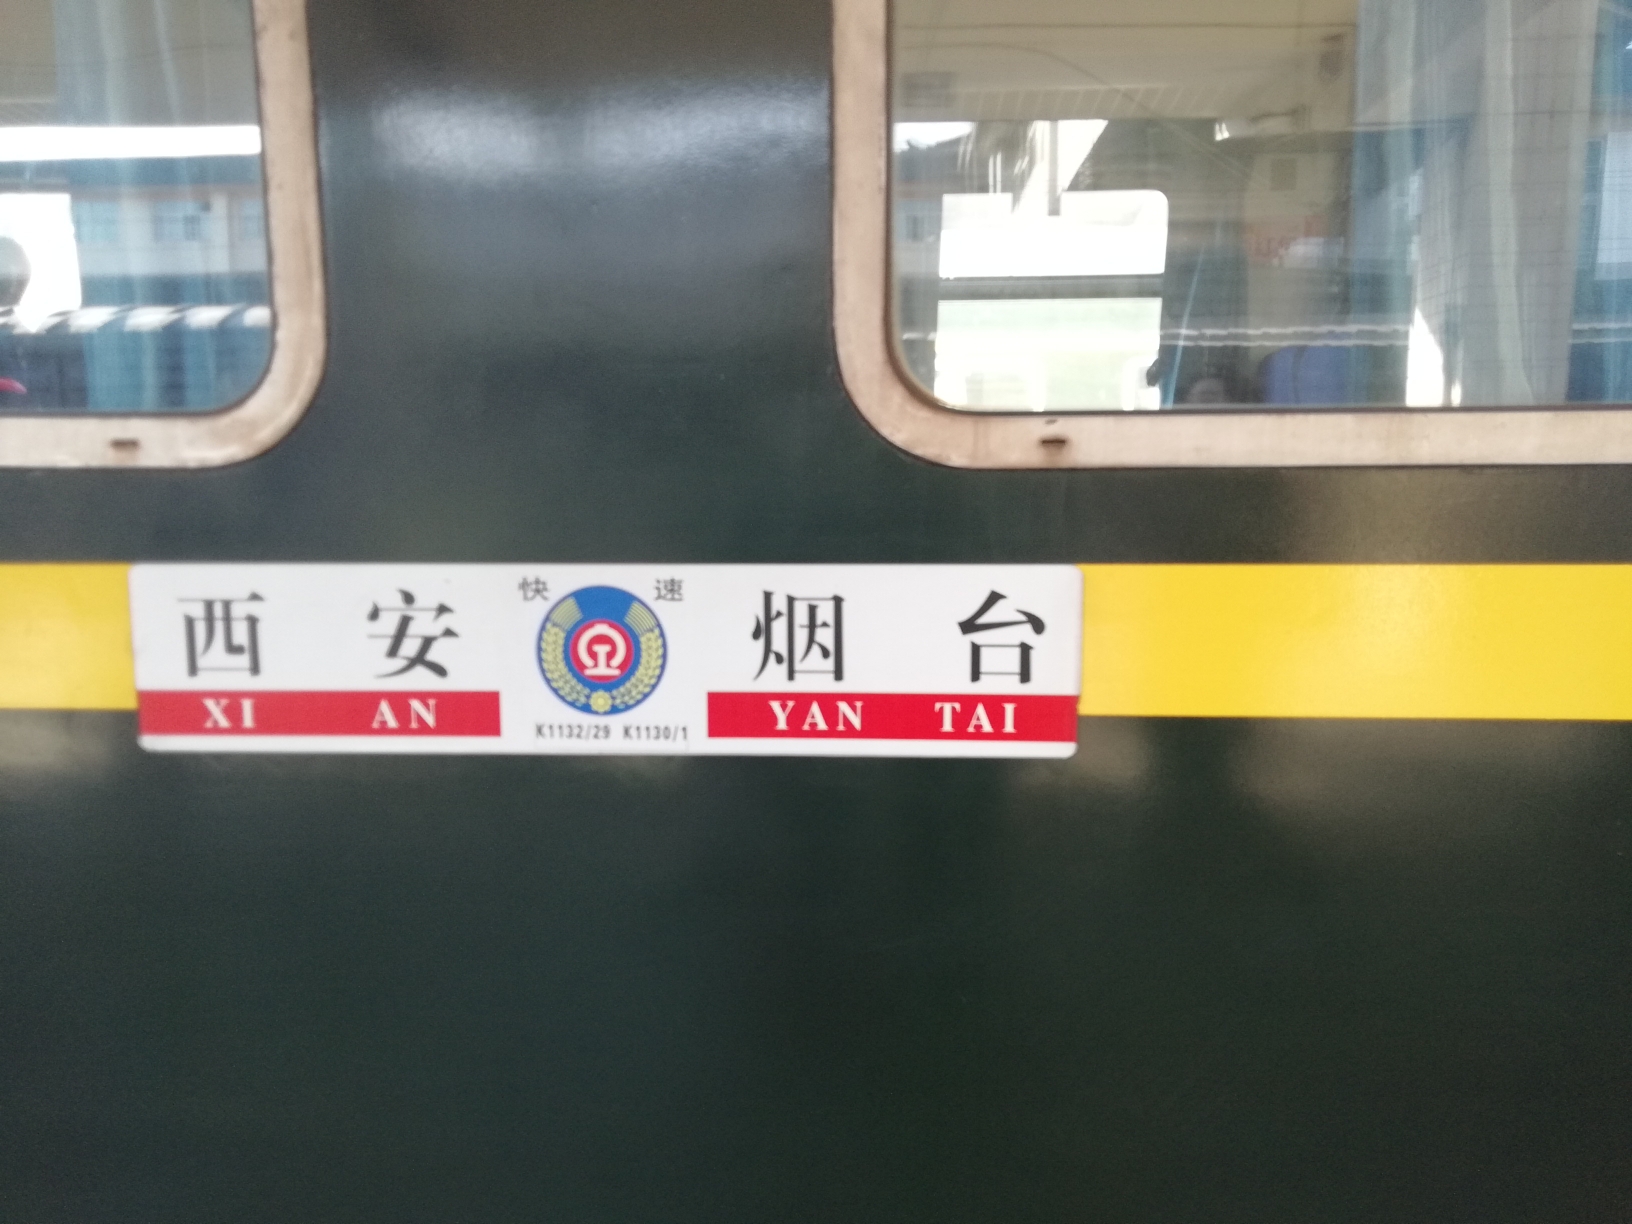 快 速
西 安 烟 台
XI AN YAN TAI
K1132/29 K1130/1